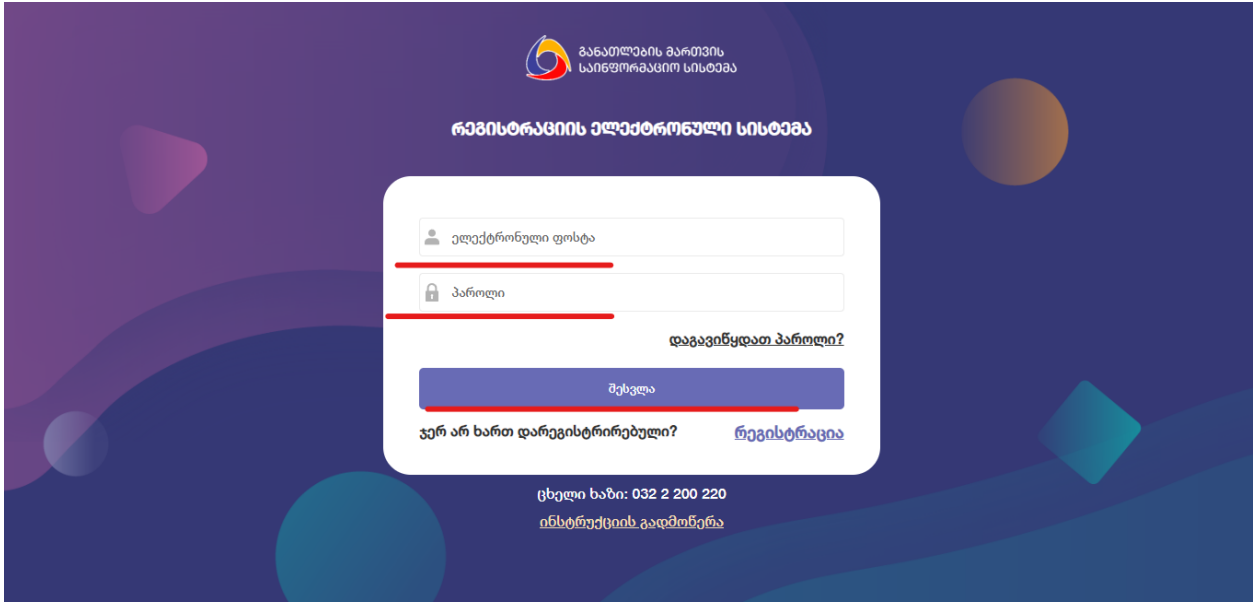 განათლების მართვის
საინფორმაციო სისტემა
რეგისტრაციის ელექტრონული სისტემა
ელექტრონული ფოსტა
პაროლი
დაგავიწყდათ პაროლი?
შესვლა
ჯერ არ ხართ დარეგისტრირებული? რეგისტრაცია
ცხელი ხაზი: 032 2 200 220
ინსტრუქციის გადმოწერა